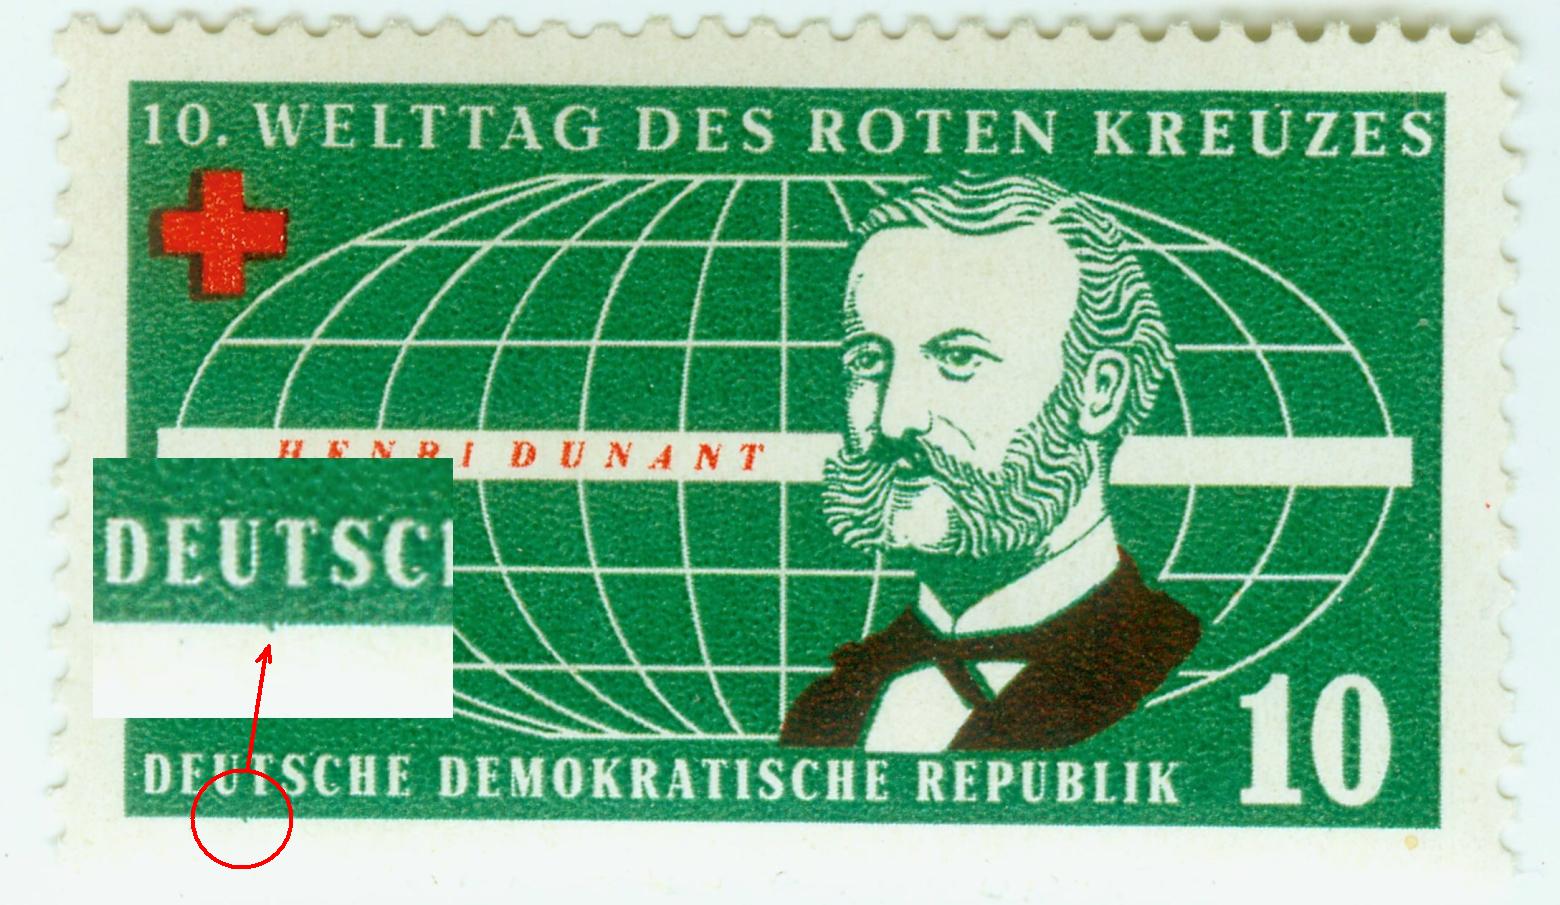 10. WELTTAG DES ROTEN KREUZES
HENRI DUNANT
DEUTSC
DEUTSCHE DEMOKRATISCHE REPUBLIK
10